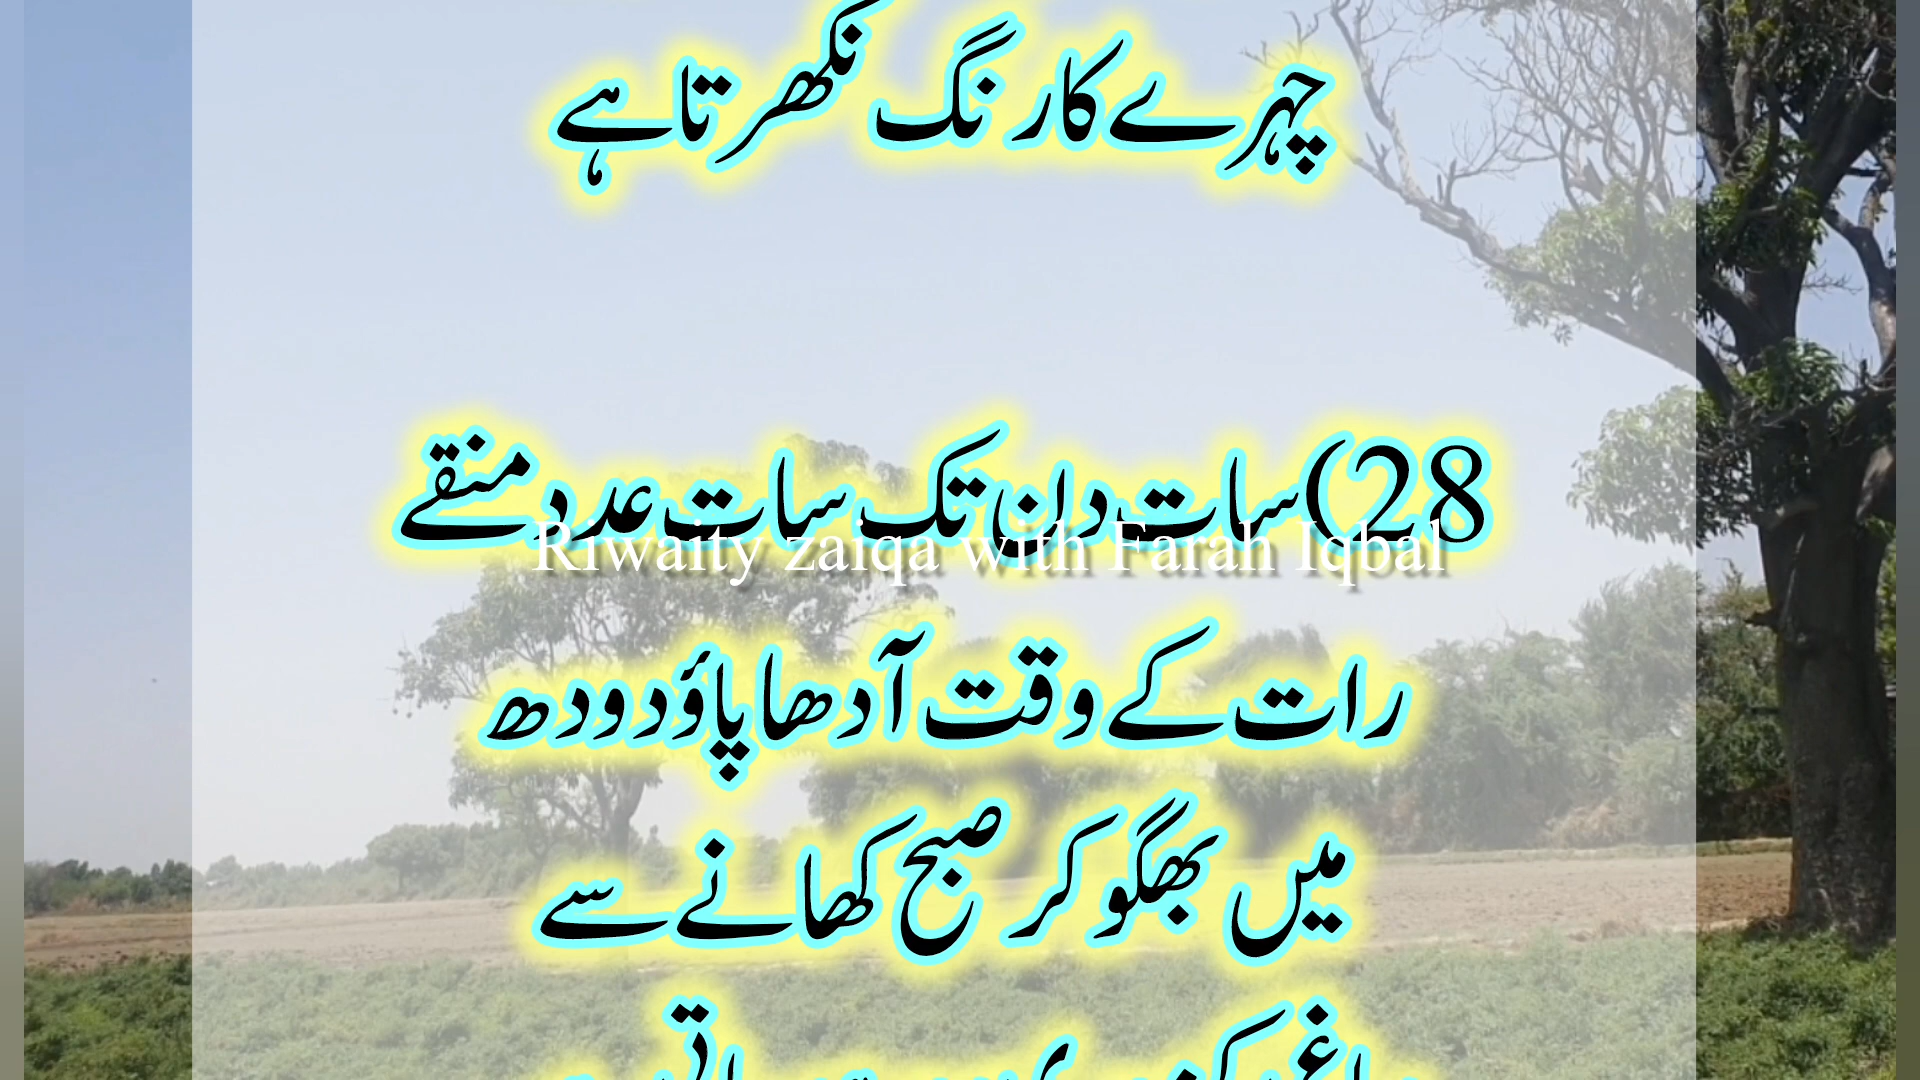 چہرے کا رنگ نکھرتا ہے
28)سات دن تک سات عدد منقے
Riwaity zaiqa with Farah Iqbal
رات کے وقت آدھا پاؤ دودھ
میں بھگو کر صبح کھانے سے